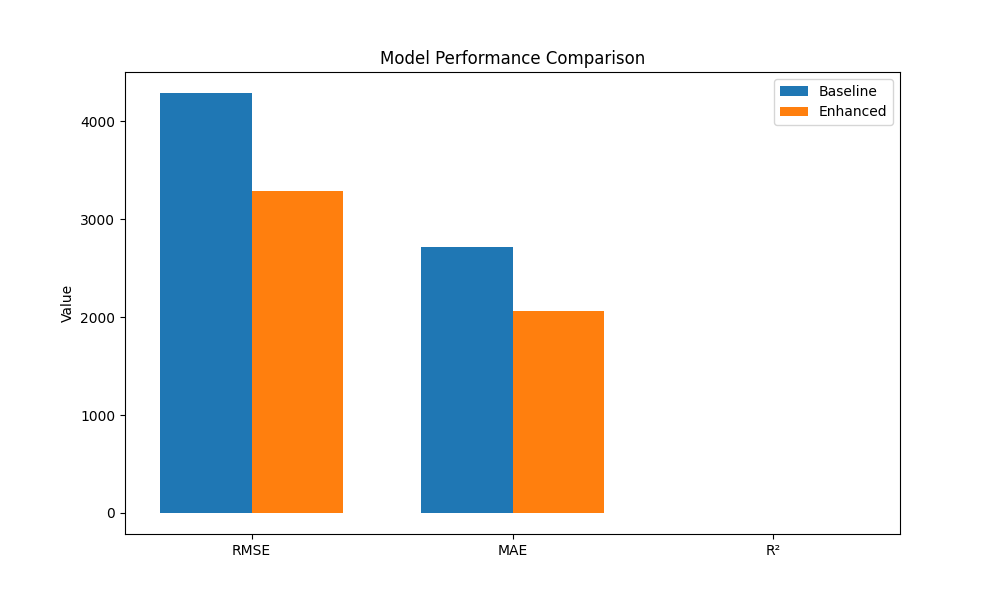 Model Performance Comparison
Baseline
Enhanced
Value
4000
3000
2000
1000
0
RMSE
MAE
R²